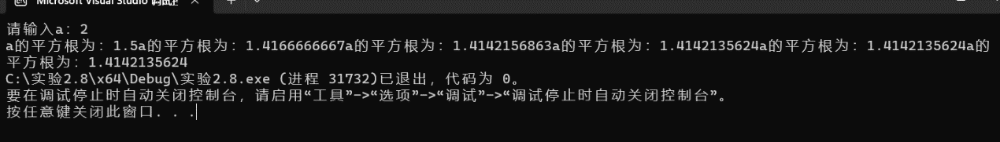 Microsoft Visual Studio 调试控
请输入a: 2
a的平方根为: 1.5a的平方根为: 1.4166666667a的平方根为: 1.4142156863a的平方根为: 1.4142135624a的平方根为: 1.4142135624a的
平方根为: 1.4142135624
C:\实验2.8\x64\Debug\实验2.8.exe (进程 31732)已退出，代码为 0。
要在调试停止时自动关闭控制台，请启用“工具”->“选项”->“调试”->“调试停止时自动关闭控制台”。
按任意键关闭此窗口. . .